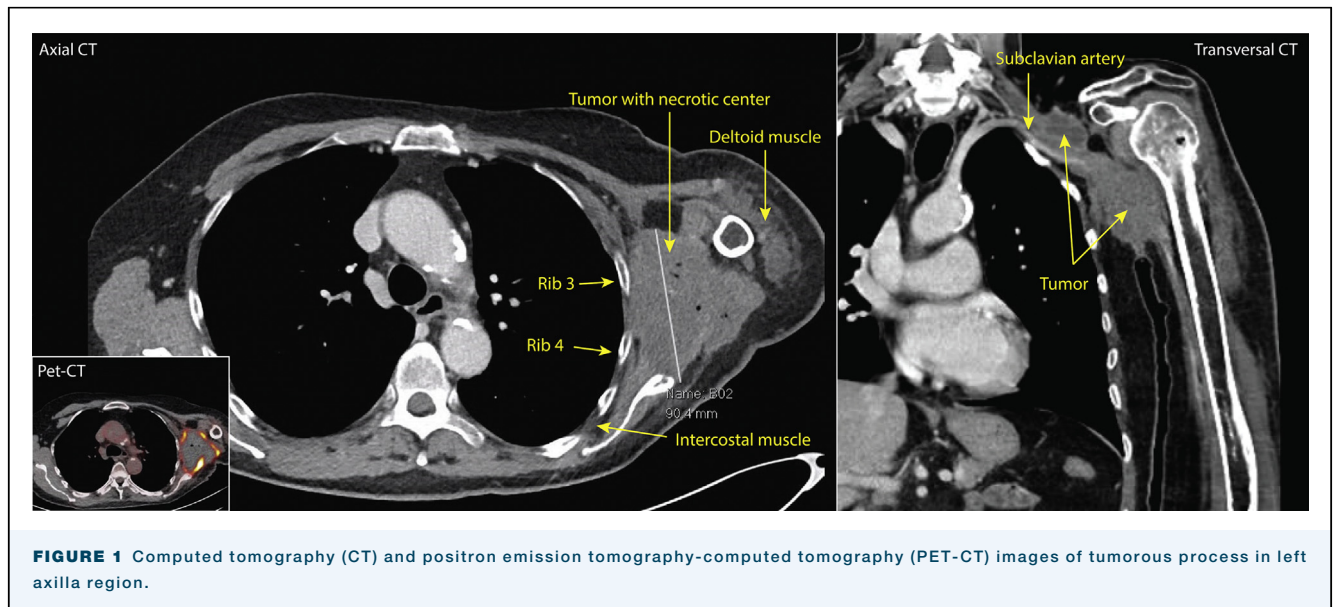 Axial CT
Transversal CT
Subclavian artery
Tumor with necrotic center
Deltoid muscle
Rib 3
Tumor
Rib 4
Pet-CT
Name: B02
90.4 mm
Intercostal muscle
FIGURE 1 Computed tomography (CT) and positron emission tomography-computed tomography (PET-CT) images of tumorous process in left
axilla region.